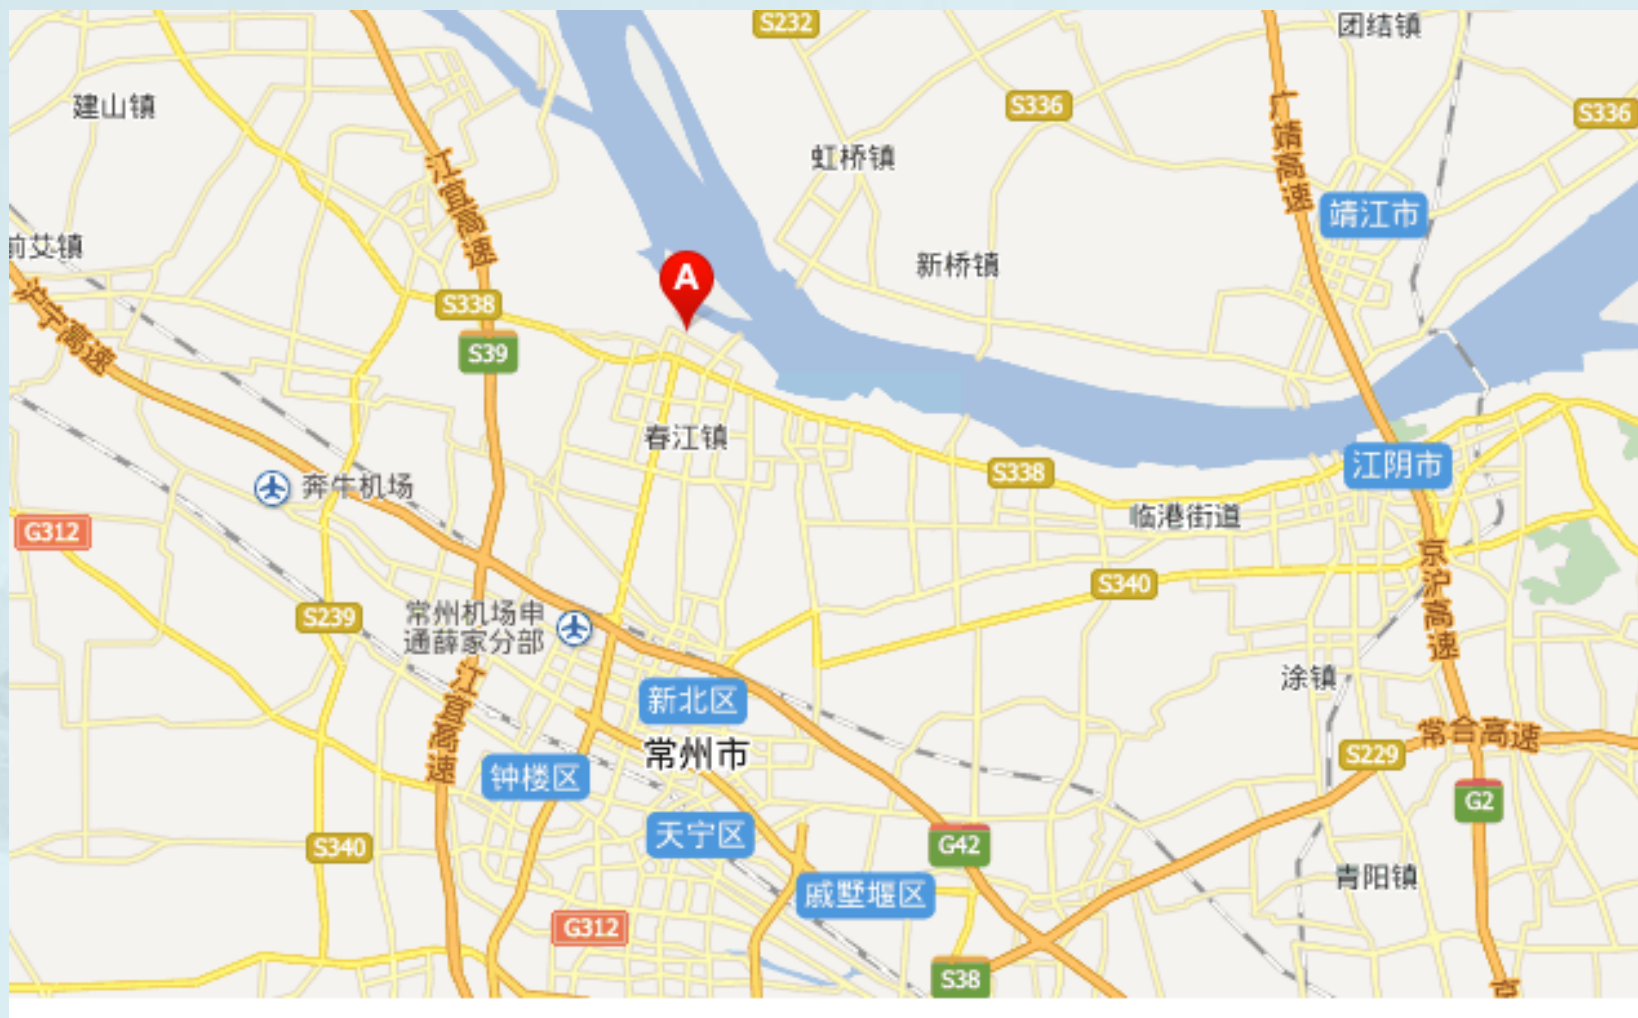 S232
团结镇
建山镇
S336
S336
虹桥镇
江宜高速
广靖高速
靖江市
前艾镇
新桥镇
A
沪宁高速
S338
S39
春江镇
江阴市
S338
奔牛机场
临港街道
G312
京沪高速
S340
S239
常州机场申
通薛家分部
涂镇
江宜高速
新北区
常合高速
常州市
S229
钟楼区
G2
天宁区
S340
G42
青阳镇
戚墅堰区
G312
S38
京